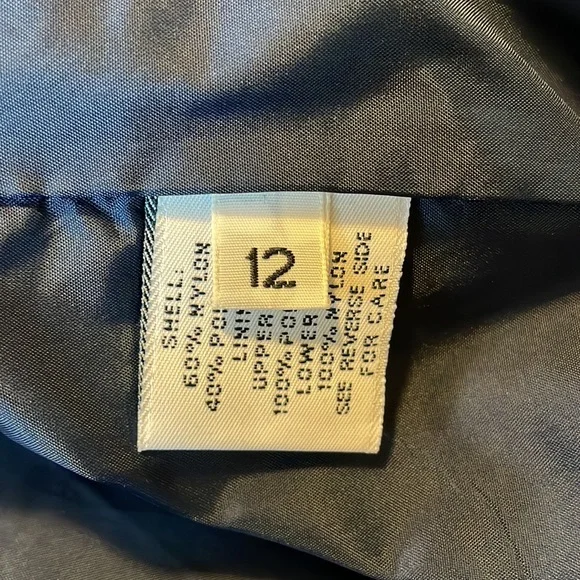 12
SHELL:
60% NYLON
40% PO
LINI
UPPER
100% PO
LOWER
100% NYLON
SEE REVERSE SIDE
FOR CARE